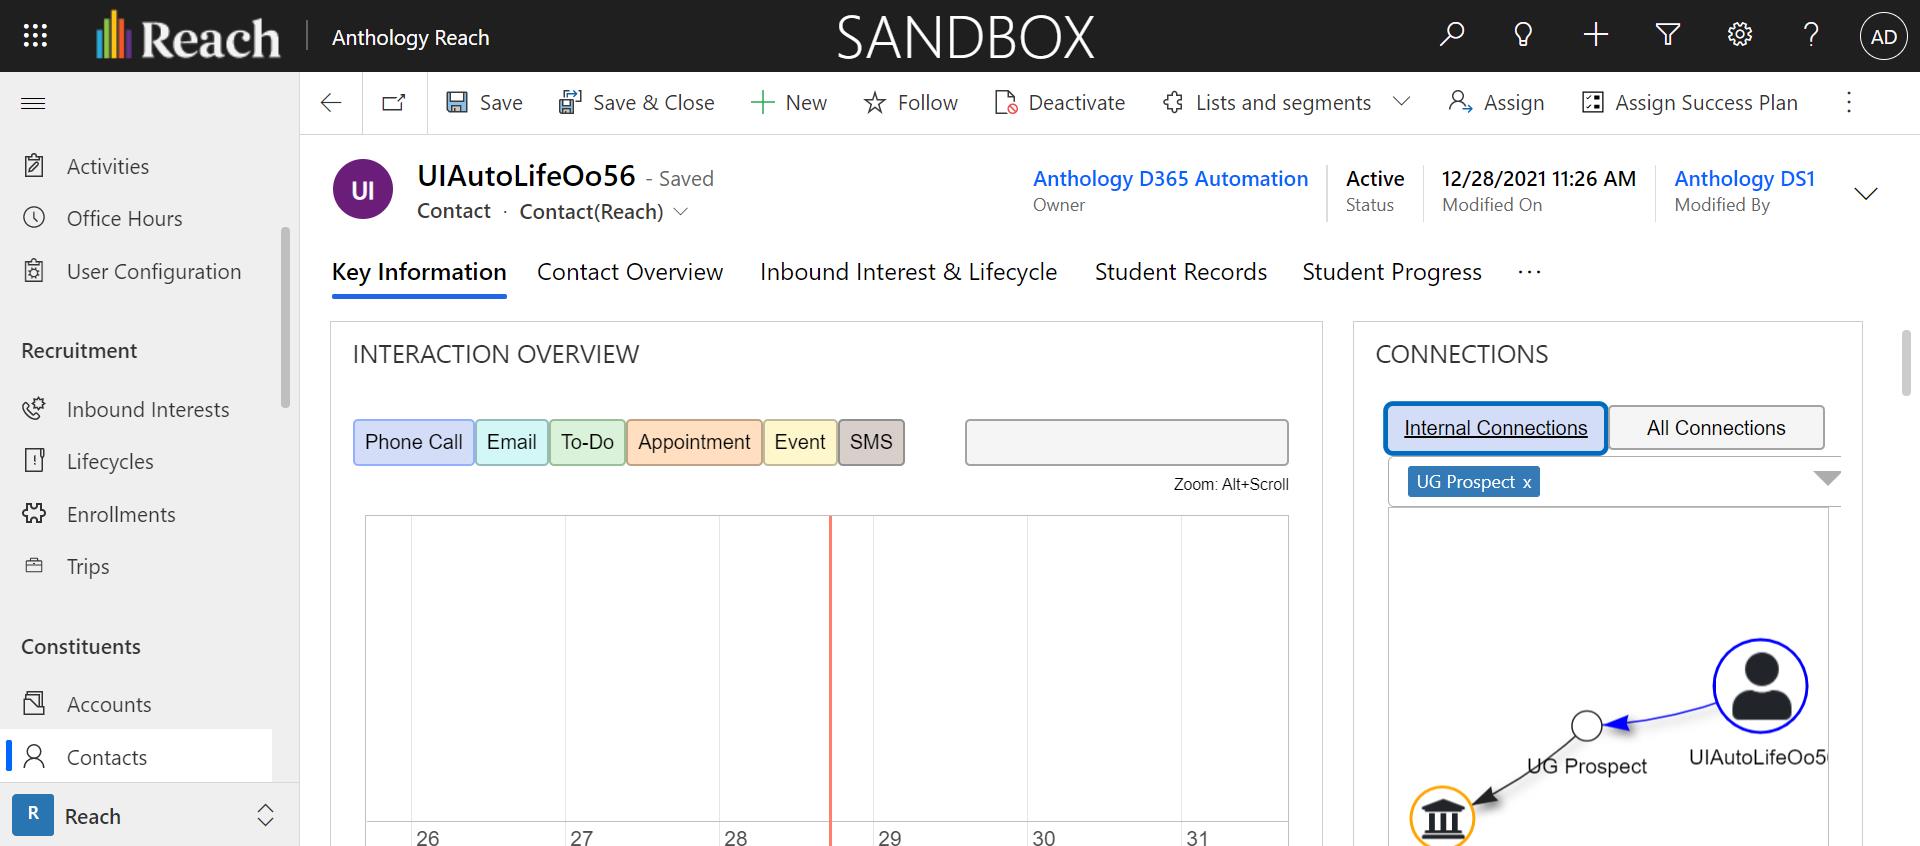 Reach
Anthology Reach
SANDBOX
AD
Save
Save & Close
New
Follow
Deactivate
Lists and segments
Assign
Assign Success Plan
Activities
Office Hours
User Configuration
Recruitment
Inbound Interests
Lifecycles
Enrollments
Trips
Constituents
Accounts
Contacts
R
Reach
UI
UIAutoLifeOo56 - Saved
Contact · Contact(Reach)
Anthology D365 Automation
Owner
Active
Status
12/28/2021 11:26 AM
Modified On
Anthology DS1
Modified By
Key Information
Contact Overview
Inbound Interest & Lifecycle
Student Records
Student Progress
INTERACTION OVERVIEW
Phone Call
Email
To-Do
Appointment
Event
SMS
Zoom: Alt+Scroll
26
27
28
29
30
31
CONNECTIONS
Internal Connections
All Connections
UG Prospect x
UG Prospect
UIAutoLifeOo5